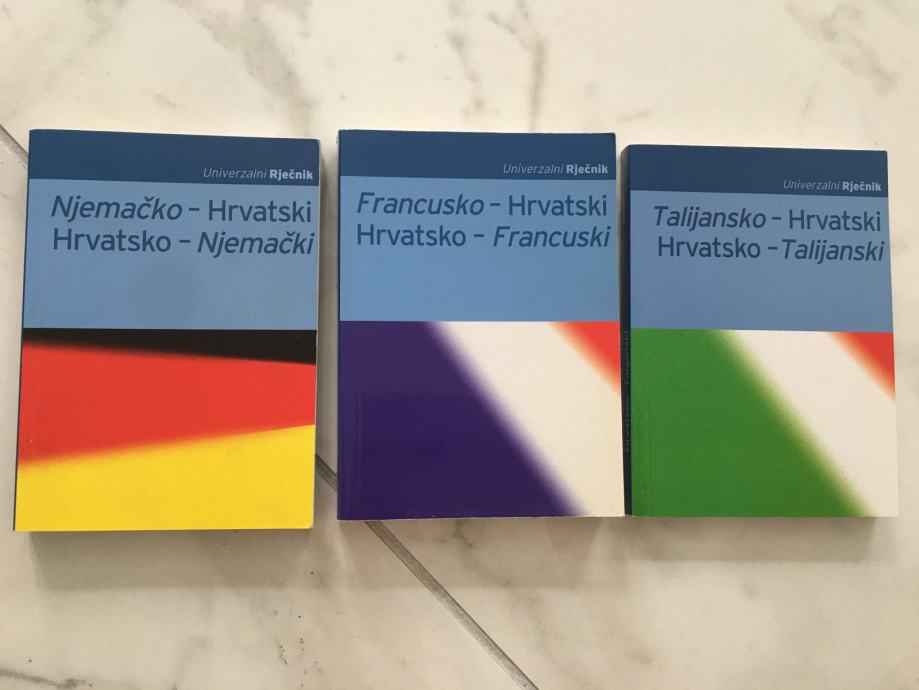 Univerzalni Rječnik
Njemačko – Hrvatski
Hrvatsko – Njemački
Univerzalni Rječnik
Francusko – Hrvatski
Hrvatsko – Francuski
Univerzalni Rječnik
Talijansko – Hrvatski
Hrvatsko – Talijanski